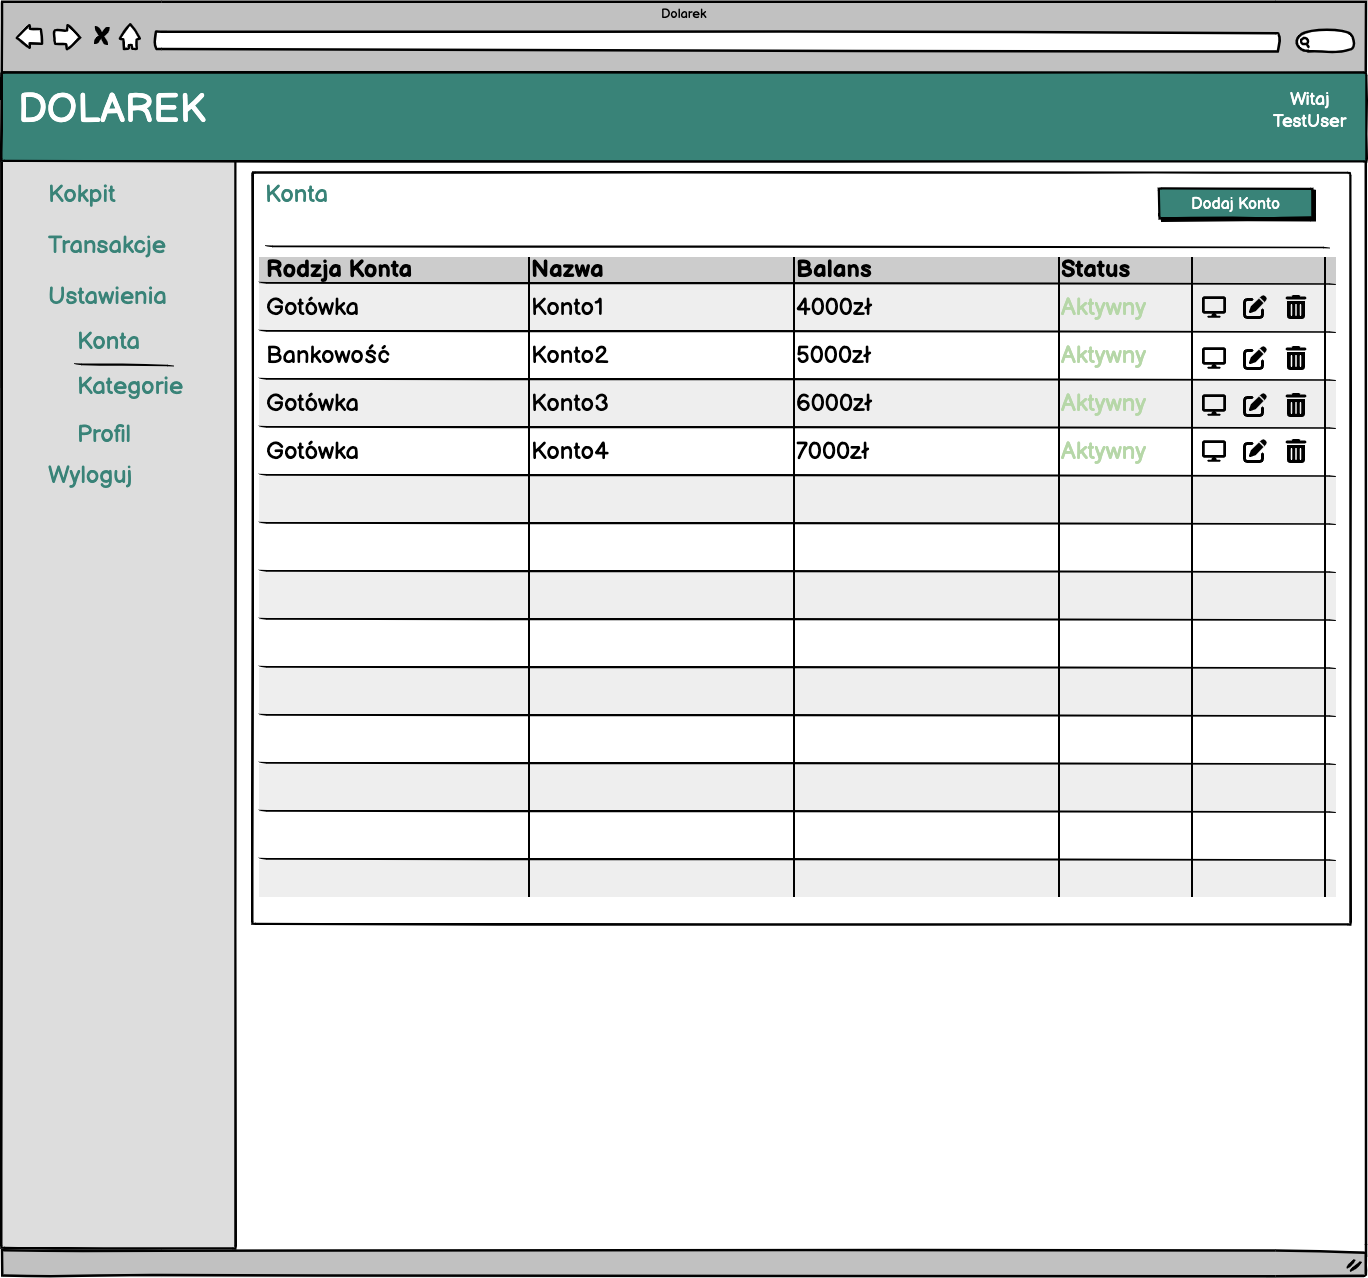 Dolarek
DOLAREK
Witaj
TestUser
Kokpit
Transakcje
Ustawienia
Konta
Kategorie
Profil
Wyloguj
Konta
Dodaj Konto
Rodzja Konta Nazwa Balans Status
Gotówka Konto1 4000zł Aktywny
Bankowość Konto2 5000zł Aktywny
Gotówka Konto3 6000zł Aktywny
Gotówka Konto4 7000zł Aktywny